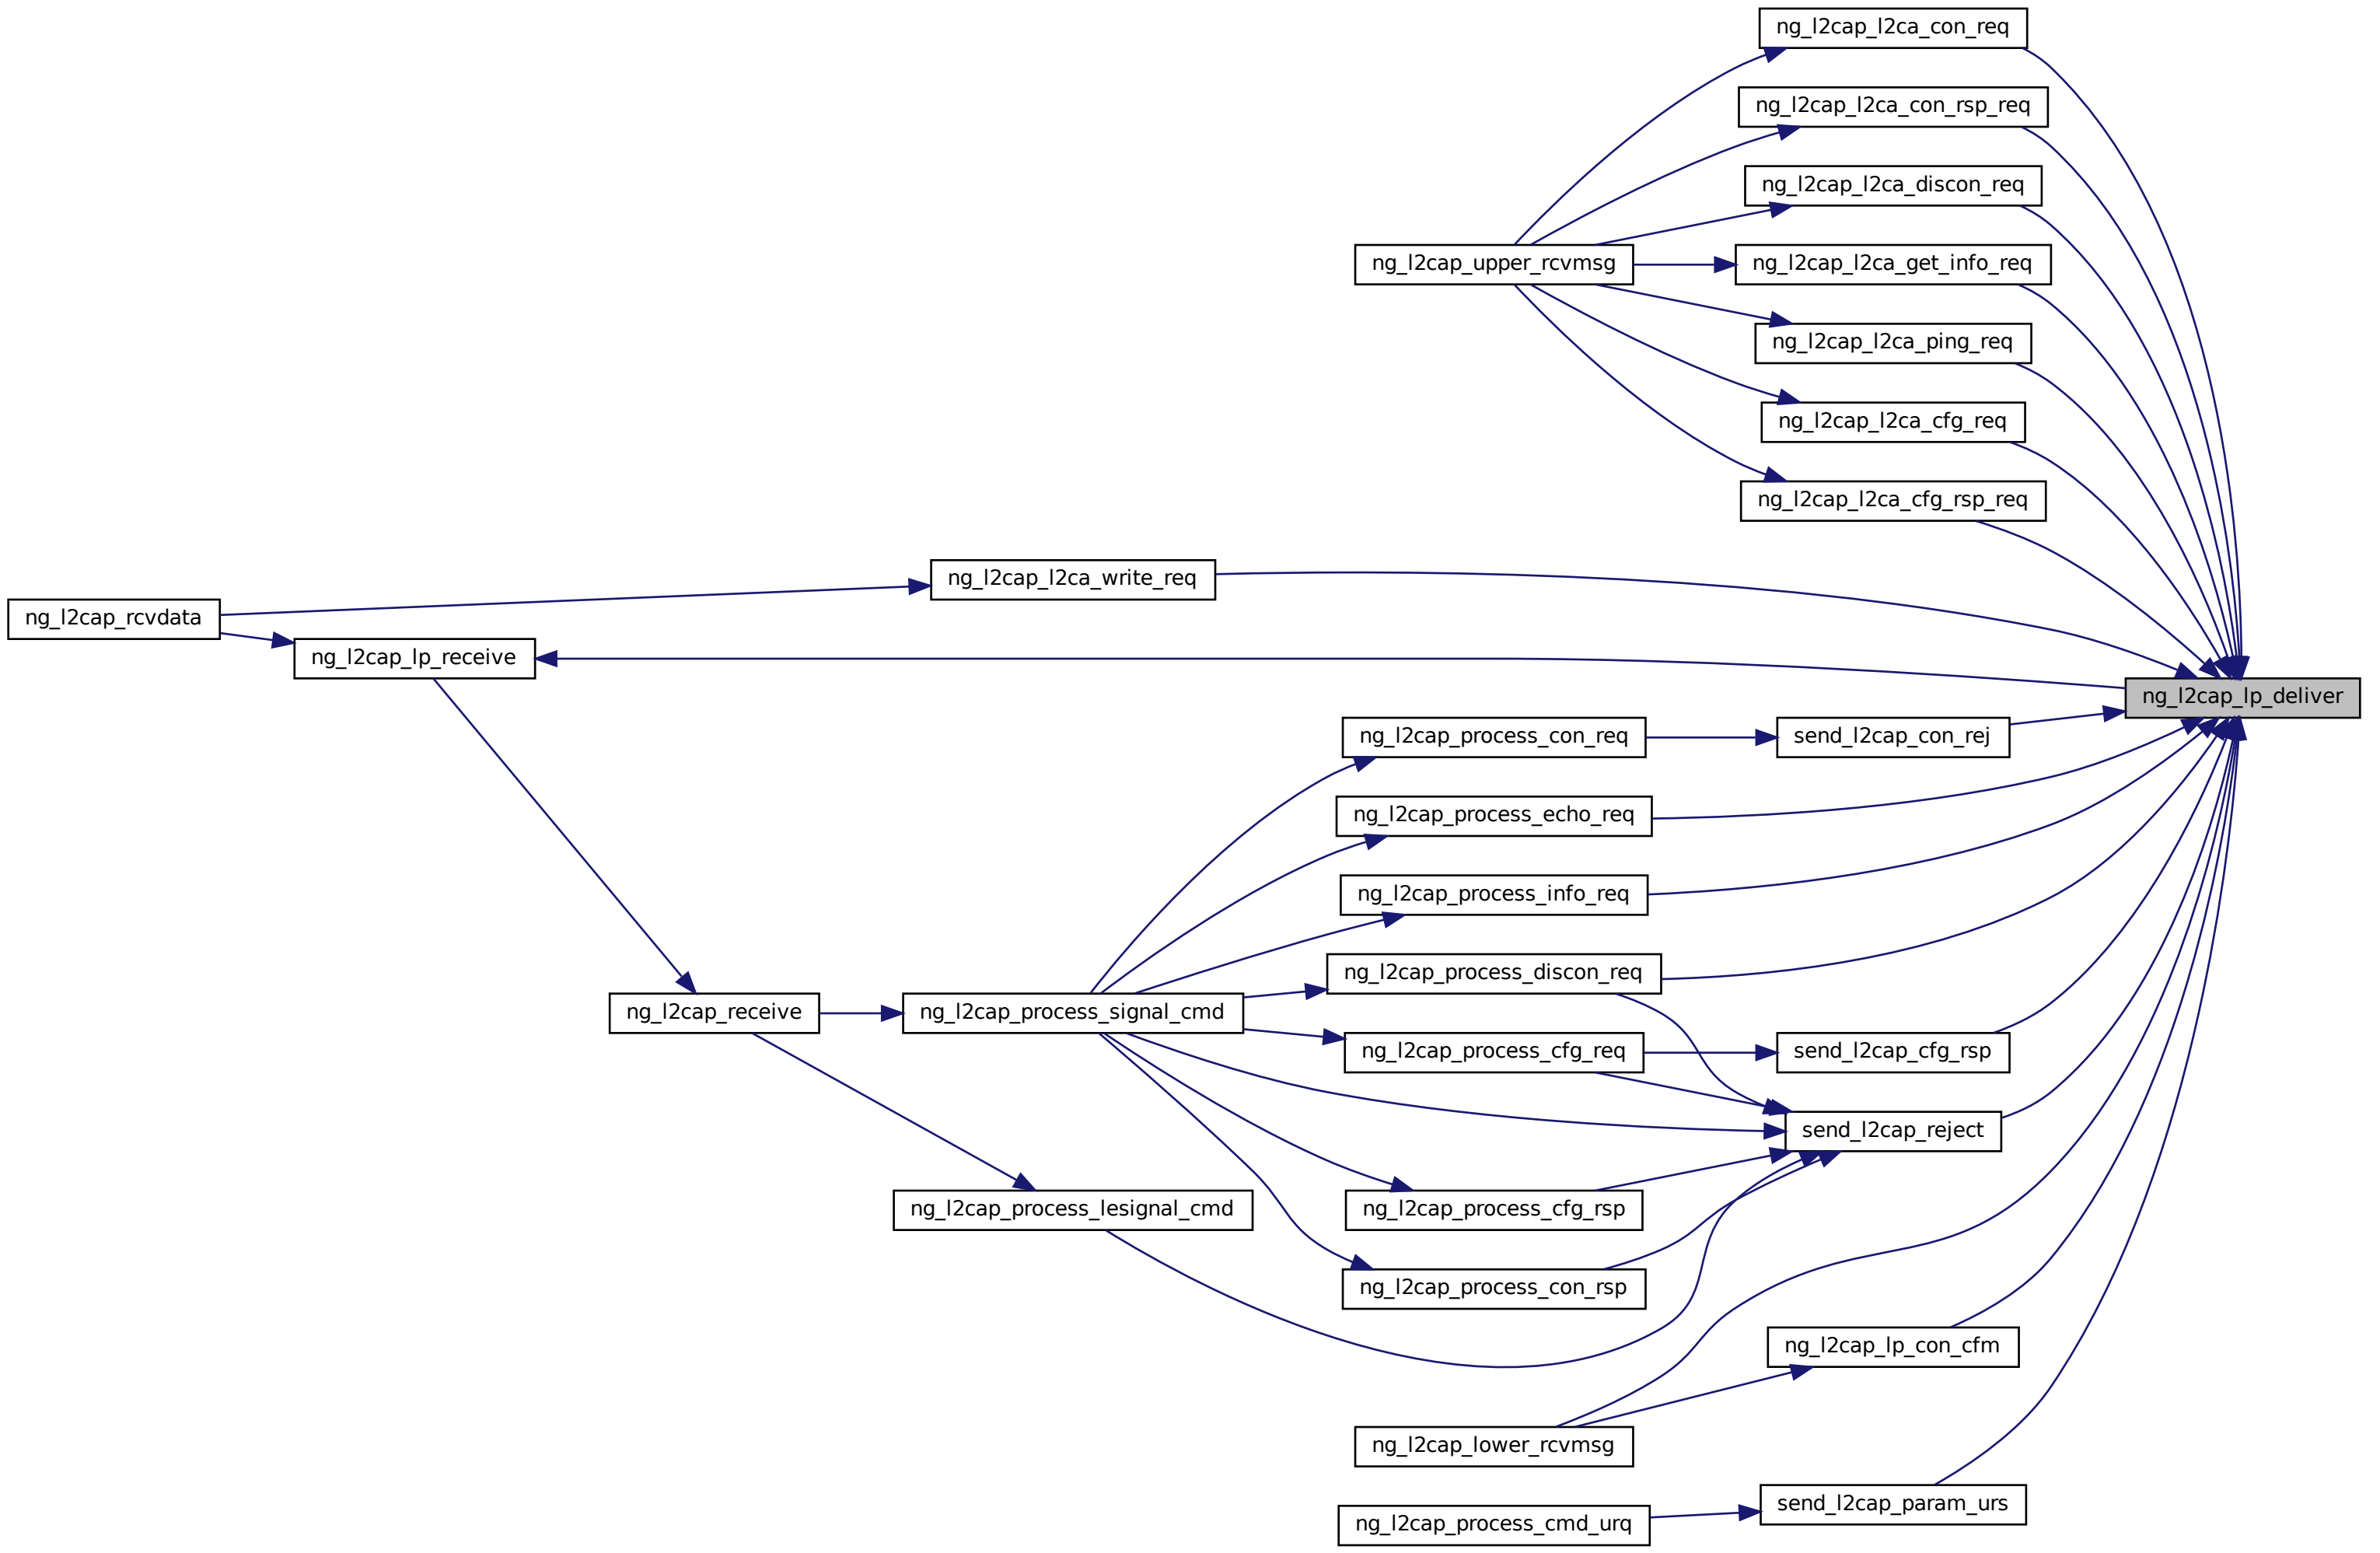 ng_l2cap_l2ca_con_req
ng_l2cap_l2ca_con_rsp_req
ng_l2cap_l2ca_discon_req
ng_l2cap_upper_rcvmsg
ng_l2cap_l2ca_get_info_req
ng_l2cap_l2ca_ping_req
ng_l2cap_l2ca_cfg_req
ng_l2cap_l2ca_cfg_rsp_req
ng_l2cap_l2ca_write_req
ng_l2cap_rcvdata
ng_l2cap_lp_receive
ng_l2cap_lp_deliver
ng_l2cap_process_con_req
send_l2cap_con_rej
ng_l2cap_process_echo_req
ng_l2cap_process_info_req
ng_l2cap_process_discon_req
ng_l2cap_receive
ng_l2cap_process_signal_cmd
ng_l2cap_process_cfg_req
send_l2cap_cfg_rsp
send_l2cap_reject
ng_l2cap_process_lesignal_cmd
ng_l2cap_process_cfg_rsp
ng_l2cap_process_con_rsp
ng_l2cap_lp_con_cfm
ng_l2cap_lower_rcvmsg
send_l2cap_param_urs
ng_l2cap_process_cmd_urq